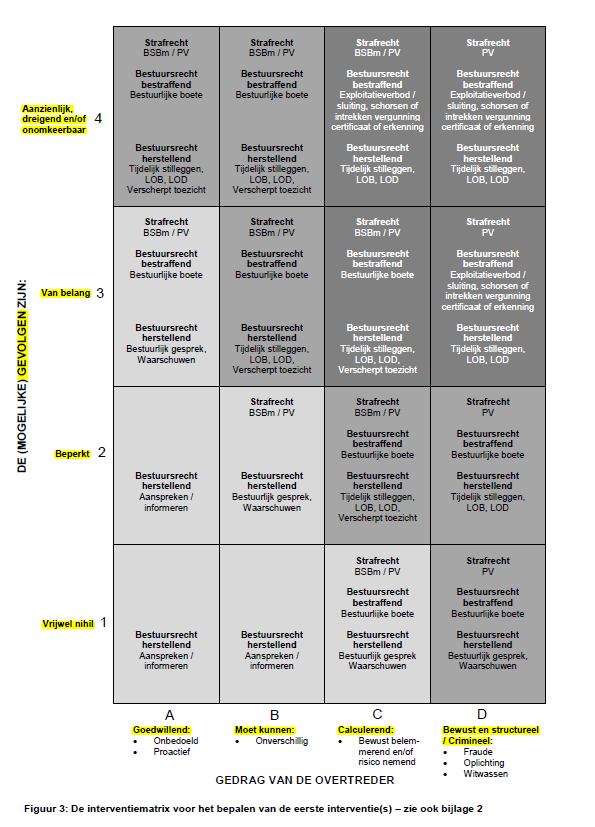 DE (MOGELIJKE) GEVOLGEN ZIJN:
Aanzienlijk,
dreigend en/of
onomkeerbaar
4
Strafrecht
BSBm / PV
Bestuursrecht
bestraffend
Bestuurlijke boete
Bestuursrecht
herstellend
Tijdelijk stilleggen,
LOB, LOD,
Verscherpt toezicht
Strafrecht
BSBm / PV
Bestuursrecht
bestraffend
Bestuurlijke boete
Bestuursrecht
herstellend
Tijdelijk stilleggen,
LOB, LOD,
Verscherpt toezicht
Strafrecht
BSBm / PV
Bestuursrecht
bestraffend
Exploitatieverbod /
sluiting, schorsen of
intrekken vergunning
certificaat of erkenning
Bestuursrecht
herstellend
Tijdelijk stilleggen,
LOB, LOD
Strafrecht
PV
Bestuursrecht
bestraffend
Exploitatieverbod /
sluiting, schorsen of
intrekken vergunning
certificaat of erkenning
Bestuursrecht
herstellend
Tijdelijk stilleggen,
LOB, LOD
Van belang
3
Strafrecht
BSBm / PV
Bestuursrecht
bestraffend
Bestuurlijke boete
Bestuursrecht
herstellend
Bestuurlijk gesprek,
Waarschuwen
Strafrecht
BSBm / PV
Bestuursrecht
bestraffend
Bestuurlijke boete
Bestuursrecht
herstellend
Tijdelijk stilleggen,
LOB, LOD,
Verscherpt toezicht
Strafrecht
BSBm / PV
Bestuursrecht
bestraffend
Bestuurlijke boete
Bestuursrecht
herstellend
Tijdelijk stilleggen,
LOB, LOD,
Verscherpt toezicht
Strafrecht
PV
Bestuursrecht
bestraffend
Exploitatieverbod /
sluiting, schorsen of
intrekken vergunning
certificaat of erkenning
Bestuursrecht
herstellend
Tijdelijk stilleggen,
LOB, LOD
Beperkt
2
Bestuursrecht
herstellend
Aanspreken /
informeren
Strafrecht
BSBm / PV
Bestuursrecht
herstellend
Bestuurlijk gesprek,
Waarschuwen
Strafrecht
BSBm / PV
Bestuursrecht
bestraffend
Bestuurlijke boete
Bestuursrecht
herstellend
Tijdelijk stilleggen,
LOB, LOD,
Verscherpt toezicht
Strafrecht
PV
Bestuursrecht
bestraffend
Bestuurlijke boete
Bestuursrecht
herstellend
Tijdelijk stilleggen,
LOB, LOD
Vrijwel nihil
1
Bestuursrecht
herstellend
Aanspreken /
informeren
Bestuursrecht
herstellend
Aanspreken /
informeren
Strafrecht
BSBm / PV
Bestuursrecht
bestraffend
Bestuurlijke boete
Bestuursrecht
herstellend
Bestuurlijk gesprek
Waarschuwen
Strafrecht
PV
Bestuursrecht
bestraffend
Bestuurlijke boete
Bestuursrecht
herstellend
Bestuurlijk gesprek,
Waarschuwen
A
Goedwillend:
• Onbedoeld
• Proactief
B
Moet kunnen:
• Onverschillig
C
Calculerend:
• Bewust belem-
merend en/of
risico nemend
D
Bewust en structureel
/ Crimineel:
• Fraude
• Oplichting
• Witwassen
GEDRAG VAN DE OVERTREDER
Figuur 3: De interventiematrix voor het bepalen van de eerste interventie(s) – zie ook bijlage 2